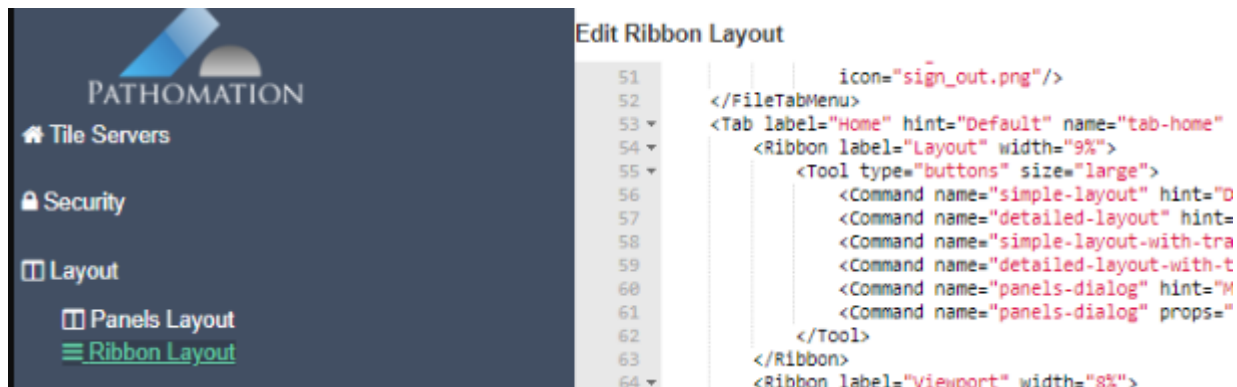 PATHOMATION
Tile Servers
Security
Layout
Panels Layout
Ribbon Layout
Edit Ribbon Layout
51 icon="sign_out.png"/>
52 </FileTabMenu>
53 <Tab label="Home" hint="Default" name="tab-home"
54 <Ribbon label="Layout" width="9%">
55 <Tool type="buttons" size="large">
56 <Command name="simple-layout" hint="D
57 <Command name="detailed-layout" hint=
58 <Command name="simple-layout-with-tra
59 <Command name="detailed-layout-with-t
60 <Command name="panels-dialog" hint="M
61 <Command name="panels-dialog" props="
62 </Tool>
63 </Ribbon>
64 <Ribbon label="Viewport" width="8%">